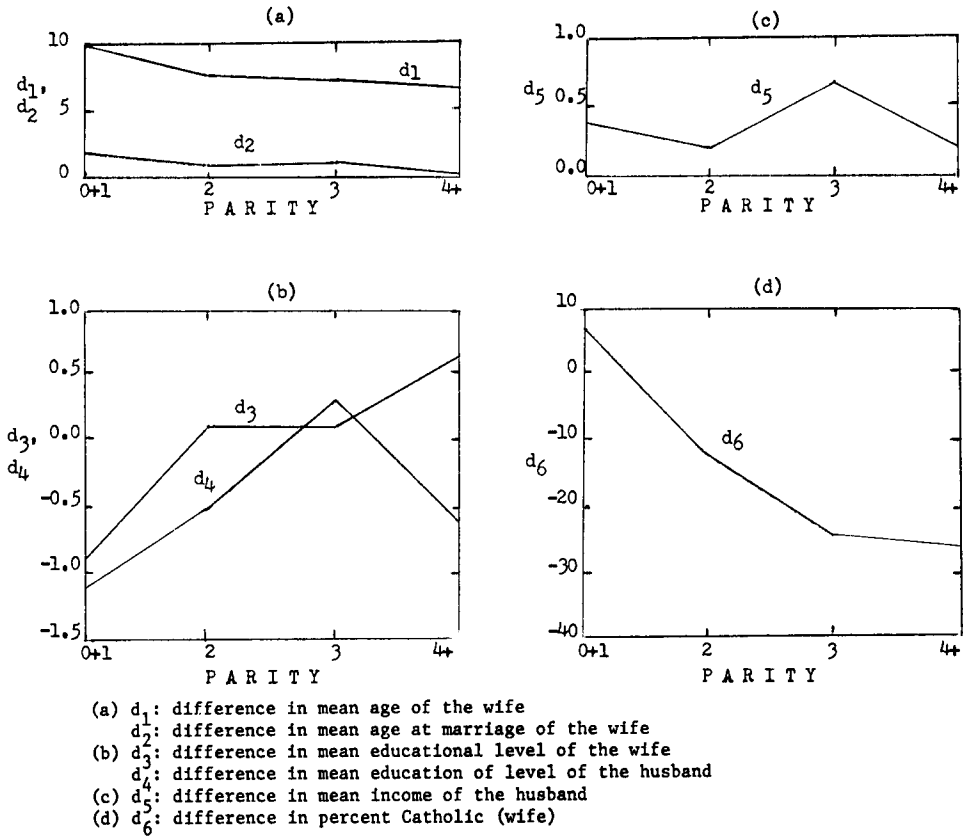 (a)
10
d1,
d2
5
0
d1
d2
0+1 2 3 4+
PARITY
(c)
1.0
d5 0.5
0.0
d5
0+1 2 3 4+
PARITY
(b)
1.0
0.5
d3,
0.0
d4
-0.5
-1.0
-1.5
d3
d4
0+1 2 3 4+
PARITY
(d)
10
0
-10
d6
-20
-30
-40
d6
0+1 2 3 4+
PARITY
(a) d1: difference in mean age of the wife
d2: difference in mean age at marriage of the wife
(b) d3: difference in mean educational level of the wife
d4: difference in mean education of level of the husband
(c) d5: difference in mean income of the husband
(d) d6: difference in percent Catholic (wife)